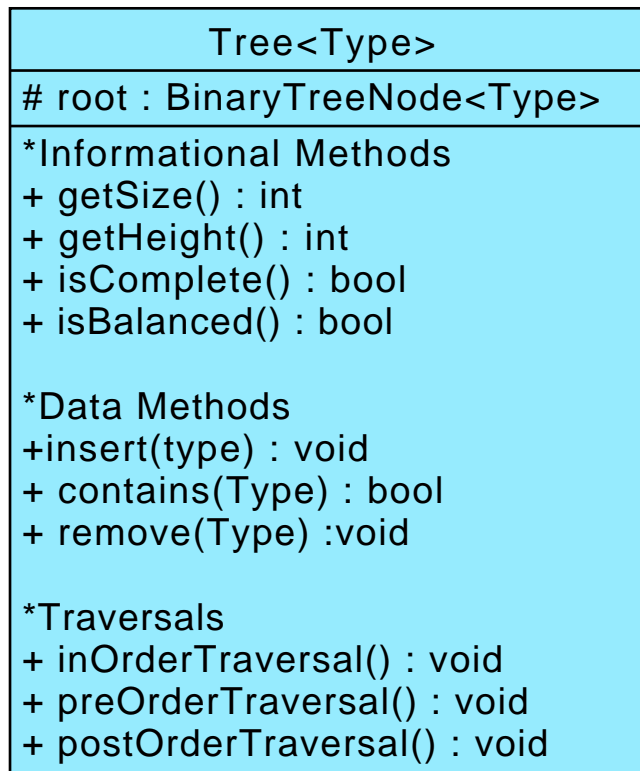 Tree<Type>
# root : BinaryTreeNode<Type>
*Informational Methods
+ getSize() : int
+ getHeight() : int
+ isComplete() : bool
+ isBalanced() : bool
*Data Methods
+insert(type) : void
+ contains(Type) : bool
+ remove(Type) :void
*Traversals
+ inOrderTraversal() : void
+ preOrderTraversal() : void
+ postOrderTraversal() : void